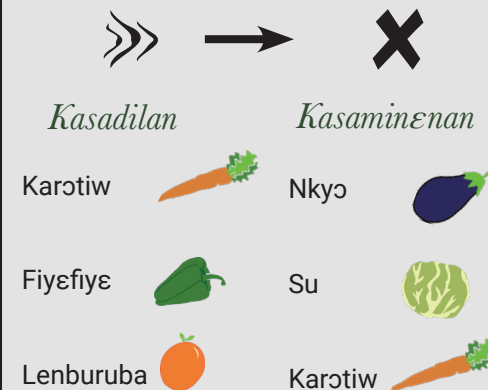 Kasadilan
Kasaminɛnan
Karɔtiw
Nkyɔ
Fiyɛfiyɛ
Su
Lenburuba
Karɔtiw